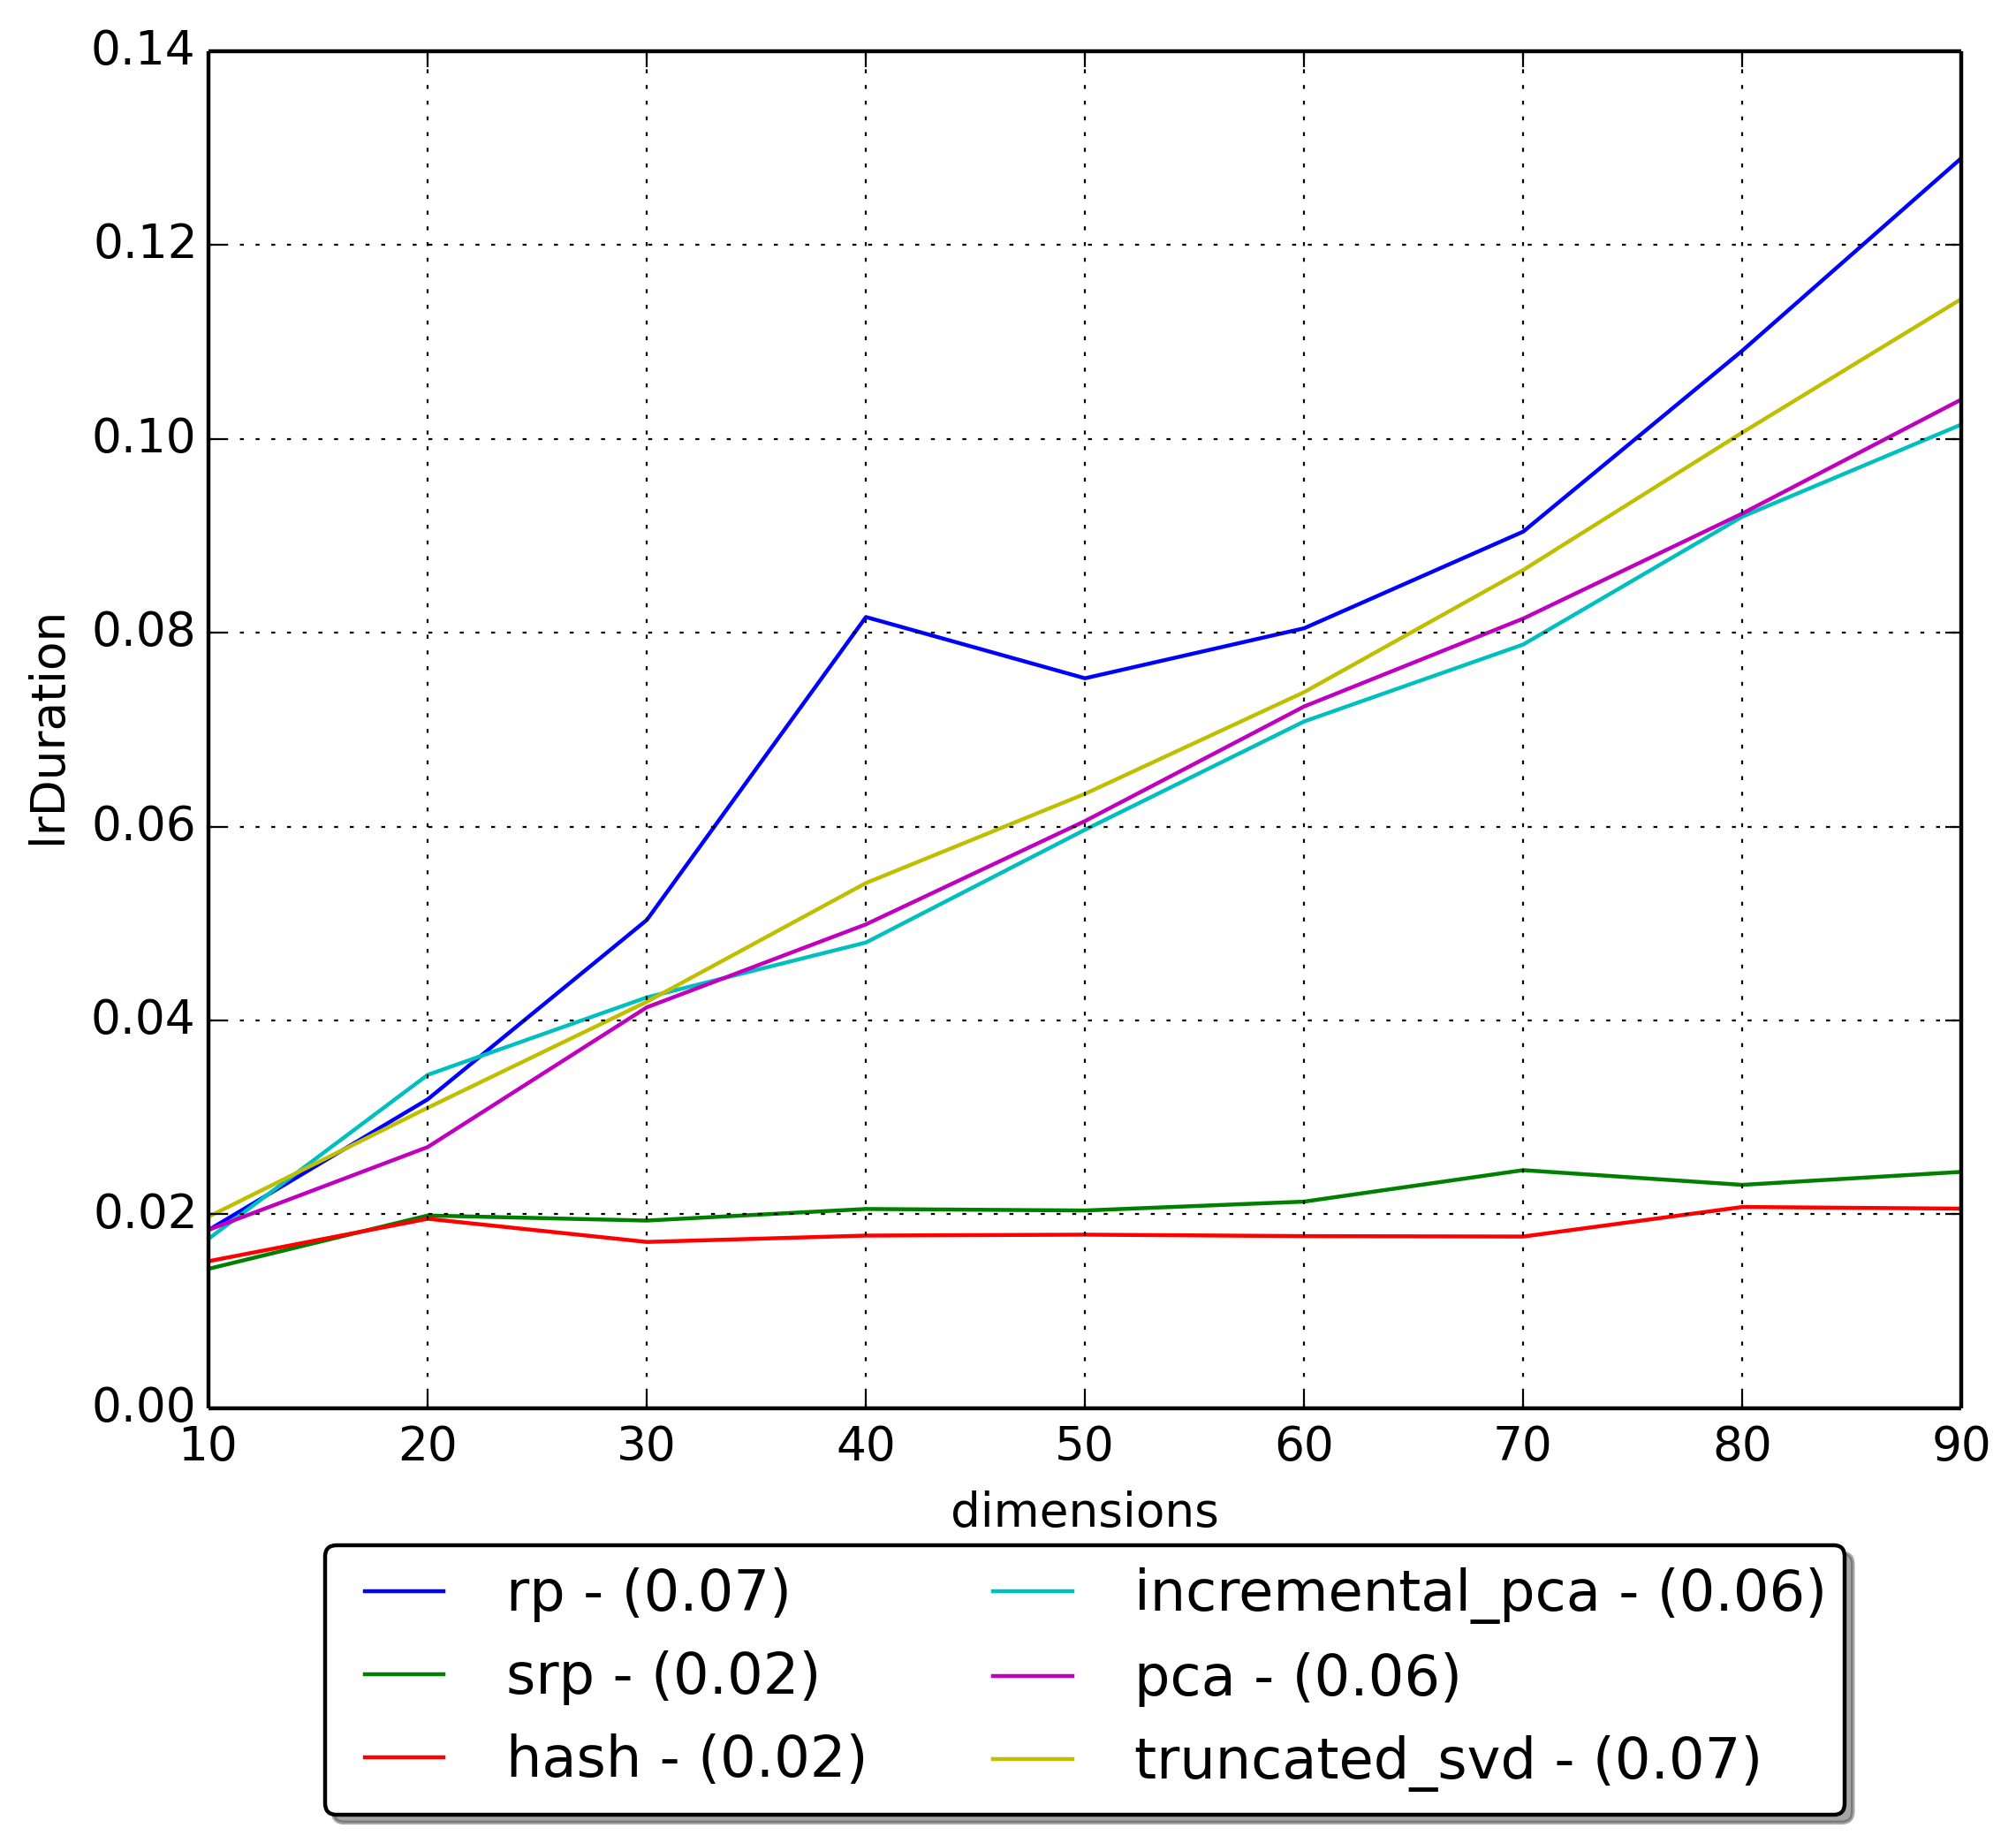 0.14
0.12
0.10
0.08
0.06
0.04
0.02
0.00
lrDuration
10 20 30 40 50 60 70 80 90
dimensions
rp - (0.07)
srp - (0.02)
hash - (0.02)
incremental_pca - (0.06)
pca - (0.06)
truncated_svd - (0.07)